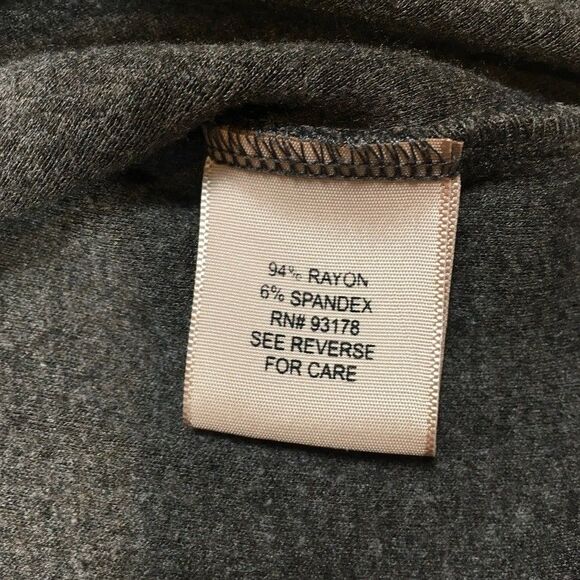 94% RAYON
6% SPANDEX
RN# 93178
SEE REVERSE
FOR CARE